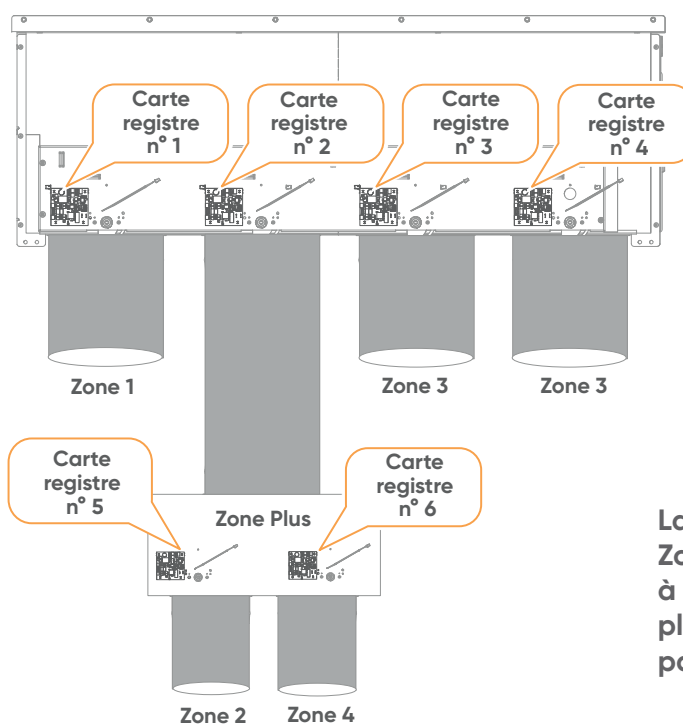 Carte
registre
n° 1
Carte
registre
n° 2
Carte
registre
n° 3
Carte
registre
n° 4
Zone 1
Zone 3
Zone 3
Carte
registre
n° 5
Carte
registre
n° 6
Zone Plus
Zone 2
Zone 4
à